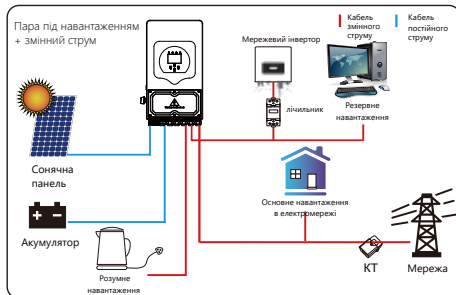 Пара під навантаженням
+ змінний струм
Мережевий інвертор
Кабель
змінного
струму
Кабель
постійного
струму
лічильник
Резервне
навантаження
Сонячна
панель
Основне навантаження
в електромережі
Акумулятор
Розумне
навантаження
КТ
Мережа